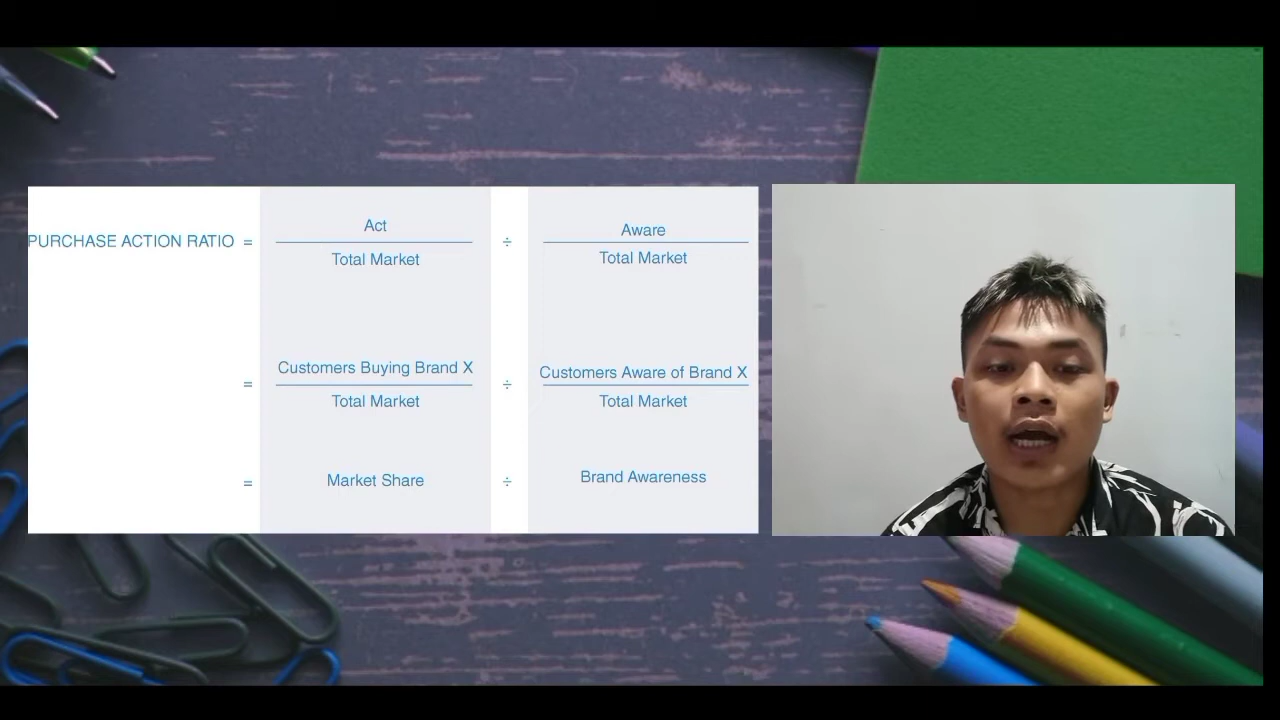 Act Aware
PURCHASE ACTION RATIO = ÷
Total Market Total Market
Customers Buying Brand X Customers Aware of Brand X
= ÷
Total Market Total Market
= Market Share ÷ Brand Awareness